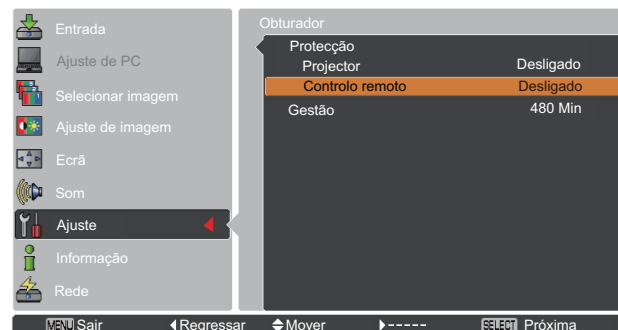 Entrada
Ajuste de PC
Selecionar imagem
Ajuste de imagem
Ecrã
Som
Ajuste
Informação
Rede
Obturador
Protecção
Projector Desligado
Controlo remoto Desligado
Gestão 480 Min
MENU Sair Regressar Mover ----- SELECT Próxima